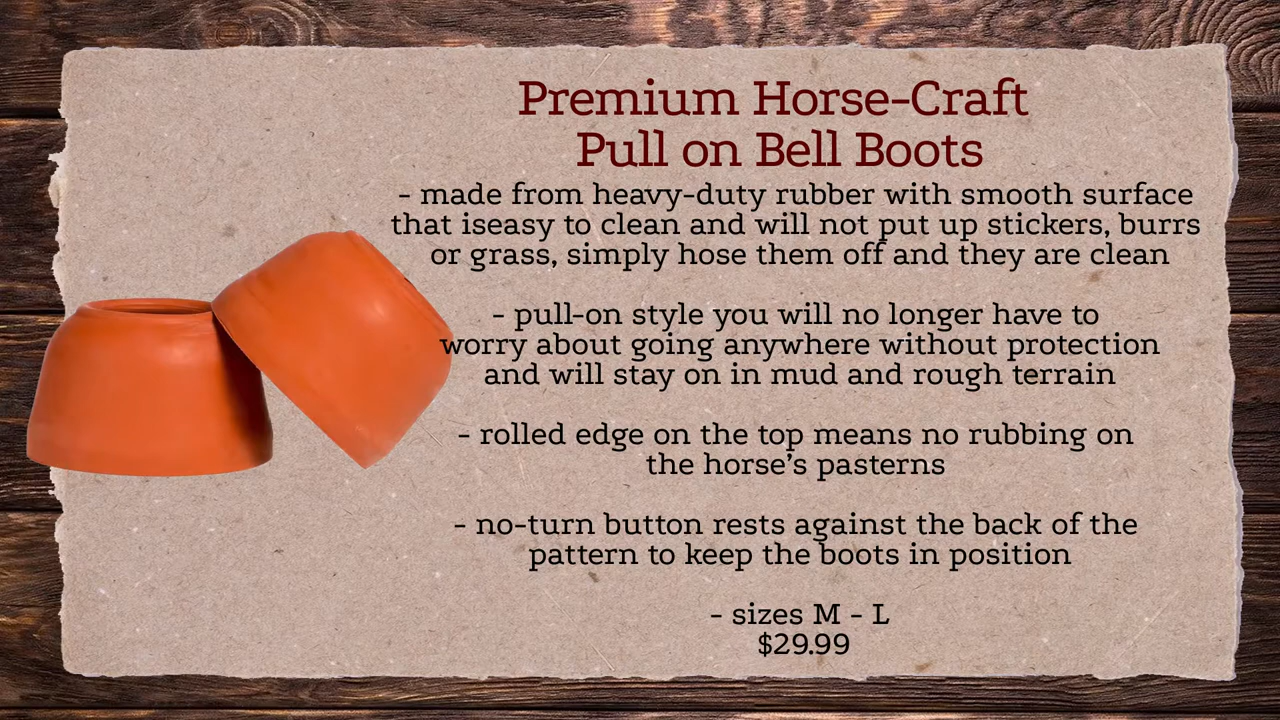 Premium Horse-Craft
Pull on Bell Boots
- made from heavy-duty rubber with smooth surface
that iseasy to clean and will not put up stickers, burrs
or grass, simply hose them off and they are clean
- pull-on style you will no longer have to
worry about going anywhere without protection
and will stay on in mud and rough terrain
- rolled edge on the top means no rubbing on
the horse's pasterns
- no-turn button rests against the back of the
pattern to keep the boots in position
- sizes M - L
$29.99